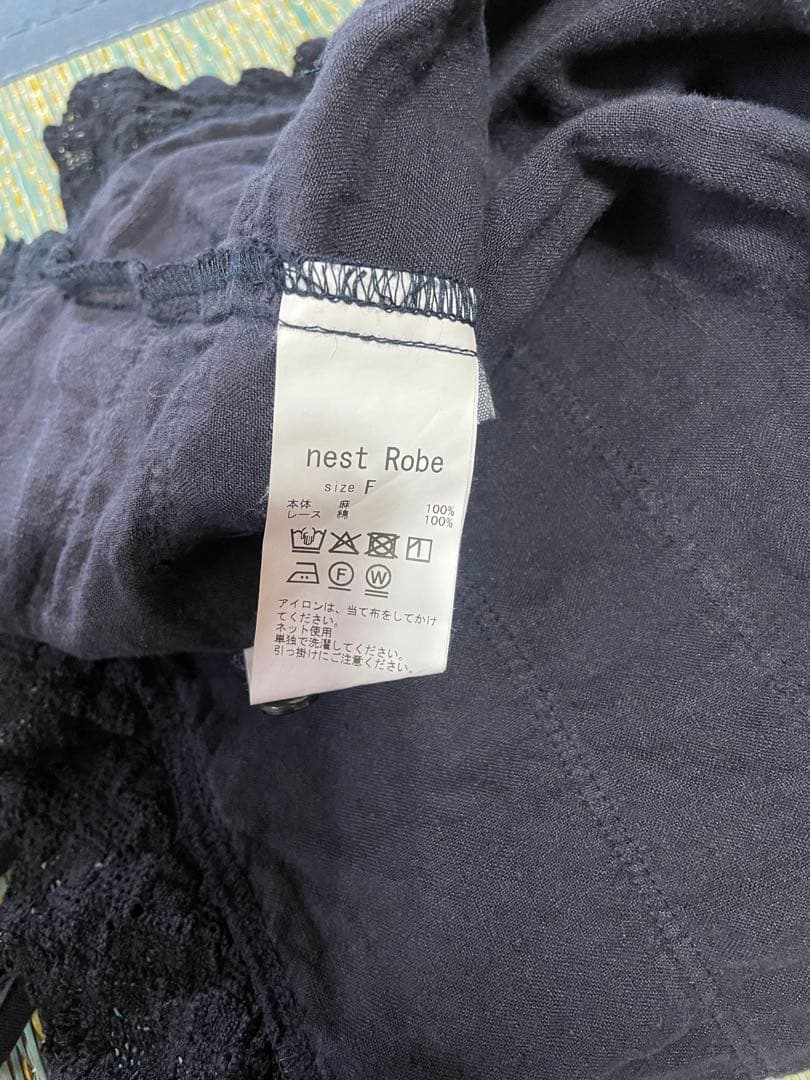 nest Robe
size F
本体 麻 100%
レース 綿 100%
F W
アイロンは、当て布をしてかけ
てください。
ネット使用
単独で洗濯してください。
引っ掛けにご注意ください。